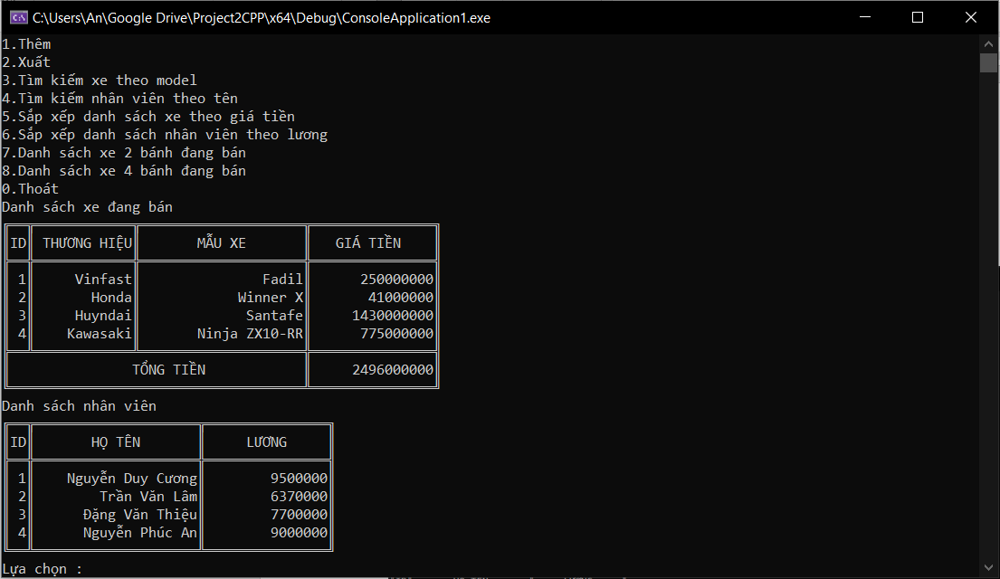 C:\Users\An\Google Drive\Project2CPP\x64\Debug\ConsoleApplication1.exe
1.Thêm
2.Xuất
3.Tìm kiếm xe theo model
4.Tìm kiếm nhân viên theo tên
5.Sắp xếp danh sách xe theo giá tiền
6.Sắp xếp danh sách nhân viên theo lương
7.Danh sách xe 2 bánh đang bán
8.Danh sách xe 4 bánh đang bán
0.Thoát
Danh sách xe đang bán
ID THƯƠNG HIỆU MẪU XE GIÁ TIỀN
1 Vinfast Fadil 250000000
2 Honda Winner X 41000000
3 Huyndai Santafe 1430000000
4 Kawasaki Ninja ZX10-RR 775000000
TỔNG TIỀN 2496000000
Danh sách nhân viên
ID HỌ TÊN LƯƠNG
1 Nguyễn Duy Cương 9500000
2 Trần Văn Lâm 6370000
3 Đặng Văn Thiệu 7700000
4 Nguyễn Phúc An 9000000
Lựa chọn :